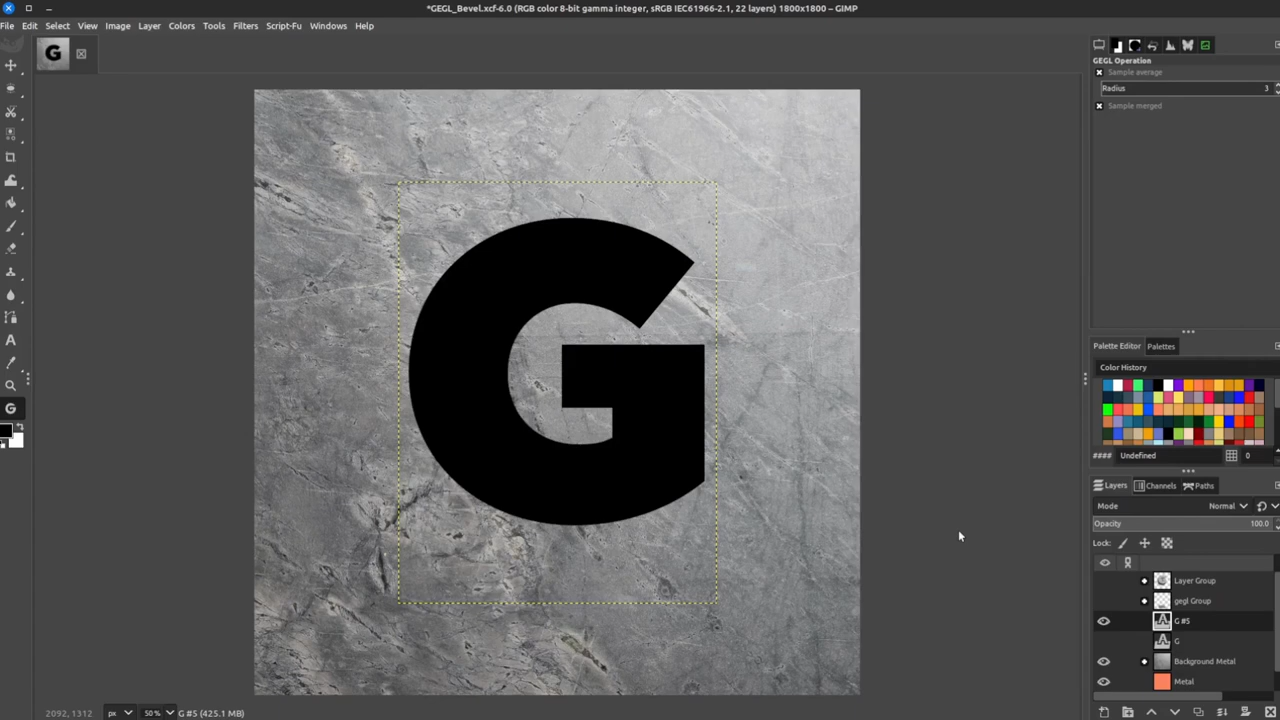 *GEGL_Bevel.xcf-6.0 (RGB color 8-bit gamma integer, sRGB IEC61966-2.1, 22 layers) 1800x1800 – GIMP
File Edit Select View Image Layer Colors Tools Filters Script-Fu Windows Help
G
GEGL Operation
Sample average
Radius 3
Sample merged
G
Palette Editor Palettes
Color History
G
#### Undefined 0
Layers Channels Paths
Mode Normal
Opacity 100.0
Lock:
Layer Group
gegl Group
G #5
G
Background Metal
Metal
2092, 1312 px 50% G #5 (425.1 MB)